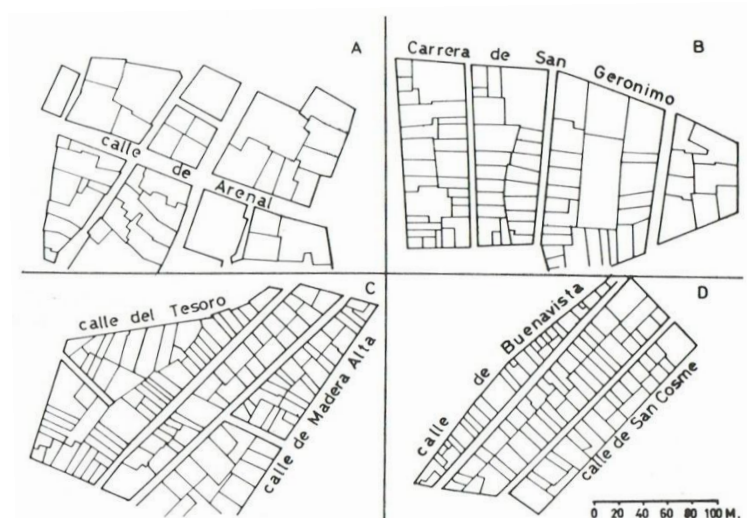 A
calle de Arenal
B
Carrera de San Geronimo
C
calle del Tesoro
calle de Madera Alta
D
calle de Buenavista
calle de San Cosme
0 20 40 60 80 100 M.